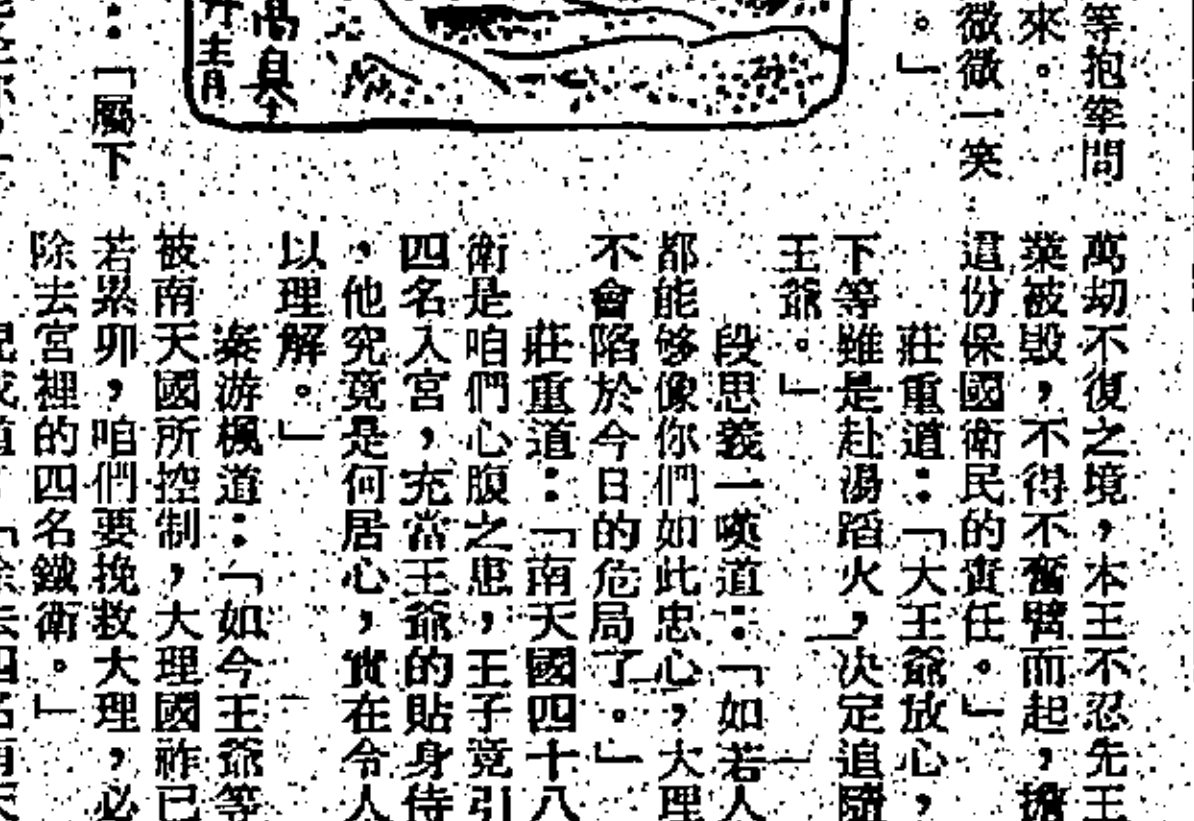 等抱拳問
來。
微微一笑
。」
高臬
丹青
：「屬下
萬劫不復之境，本王不忍先王
業被毀，不得不奮臂而起，擔
這份保國衛民的責任。」
莊重道：「大王爺放心，
下等雖是赴湯蹈火，决定追隨
王爺。」
段思義一嘆道：「如若人
都能够像你們如此忠心，大理
不會陷於今日的危局了。」
莊重道：「南天國四十八
衛是咱們心腹之患，王子竟引
四名入宮，充當王爺的貼身侍
，他究竟是何居心，實在令人
以理解。」
秦游楓道：「如今王爺等
被南天國所控制，大理國祚已
若累卵，咱們要挽救大理，必
除去宮裡的四名鐵衛。」